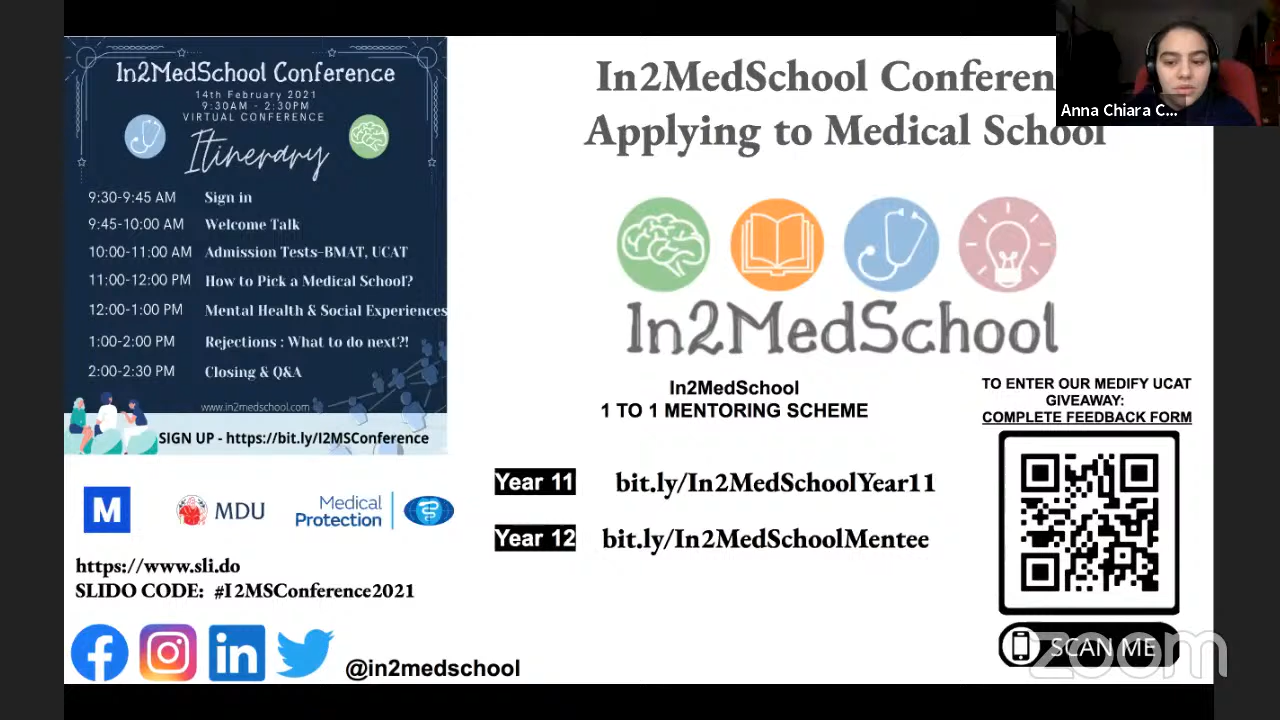 In2MedSchool Conference
14th February 2021
9:30AM - 2:30PM
VIRTUAL CONFERENCE
Itinerary
9:30-9:45 AM Sign in
9:45-10:00 AM Welcome Talk
10:00-11:00 AM Admission Tests-BMAT, UCAT
11:00-12:00 PM How to Pick a Medical School?
12:00-1:00 PM Mental Health & Social Experiences
1:00-2:00 PM Rejections : What to do next?!
2:00-2:30 PM Closing & Q&A
www.in2medschool.com
SIGN UP - https://bit.ly/I2MSConference
M
MDU
Medical
Protection
https://www.sli.do
SLIDO CODE: #I2MSConference2021
@in2medschool
In2MedSchool Conferen
Applying to Medical School
In2MedSchool
In2MedSchool
1 TO 1 MENTORING SCHEME
Year 11 bit.ly/In2MedSchoolYear11
Year 12 bit.ly/In2MedSchoolMentee
TO ENTER OUR MEDIFY UCAT
GIVEAWAY:
COMPLETE FEEDBACK FORM
SCAN ME
zoom
Anna Chiara C...